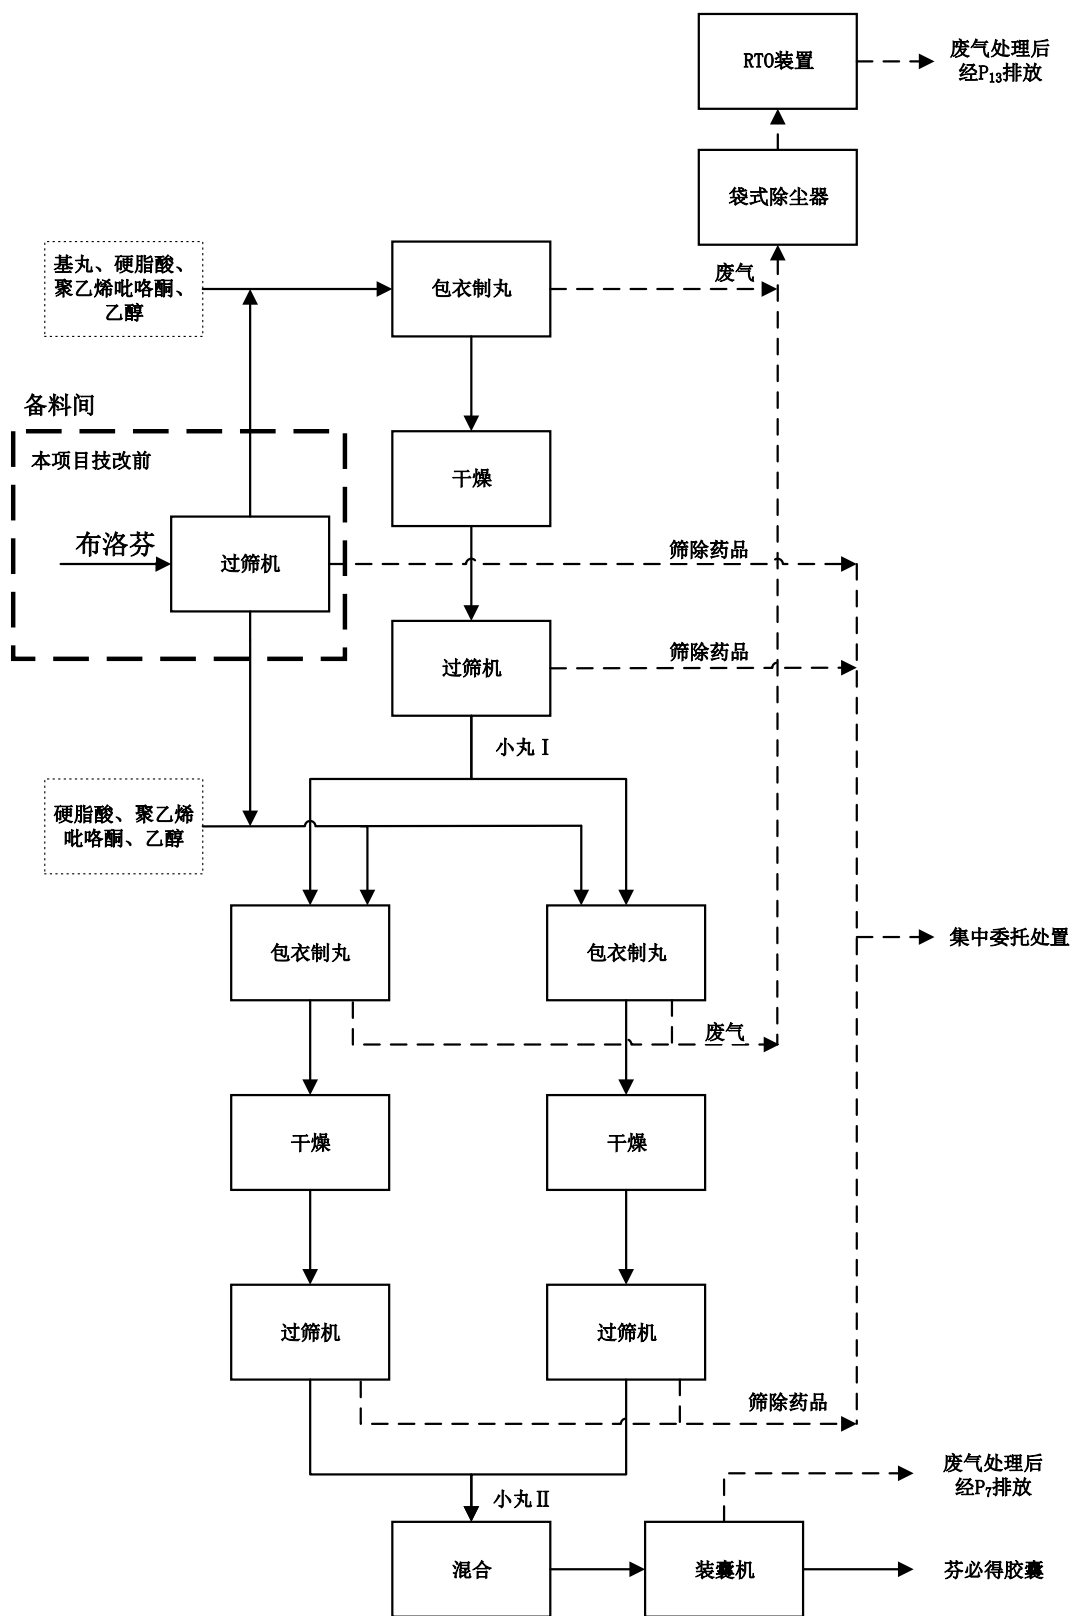 RTO装置
废气处理后
经P₁₃排放
袋式除尘器
基丸、硬脂酸、
聚乙烯吡咯酮、
乙醇
包衣制丸
废气
备料间
本项目技改前
干燥
布洛芬
过筛机
筛除药品
过筛机
筛除药品
小丸Ⅰ
硬脂酸、聚乙烯
吡咯酮、乙醇
包衣制丸
包衣制丸
集中委托处置
废气
干燥
干燥
过筛机
过筛机
筛除药品
废气处理后
经P₇排放
小丸Ⅱ
混合
装囊机
芬必得胶囊